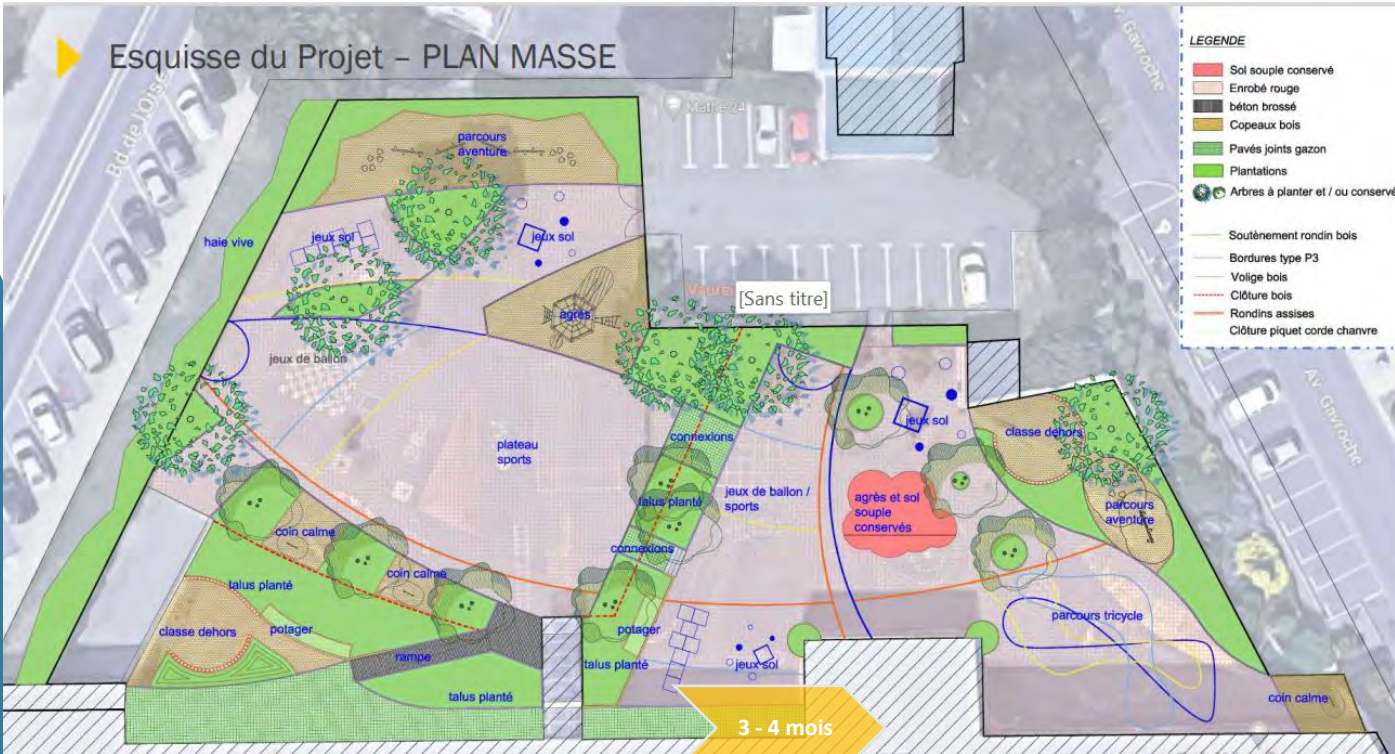 Esquisse du Projet – PLAN MASSE
Bd de l'Oise
Av. Gavroche
LEGENDE
Sol souple conservé
Enrobé rouge
béton brossé
Copeaux bois
Pavés joints gazon
Plantations
Arbres à planter et / ou conservé
Soutènement rondin bois
Bordures type P3
Volige bois
Clôture bois
Rondins assises
Clôture piquet corde chanvre
parcours
aventure
haie vive
jeux sol
jeux sol
[Sans titre]
agrès
jeux de ballon
Av. Gavroche
plateau
sports
connexions
jeux sol
classe dehors
talus planté
jeux de ballon /
sports
agrès et sol
souple
conservés
parcours
aventure
coin calme
connexions
coin calme
talus planté
potager
classe dehors
rampe
potager
parcours tricycle
talus planté
jeux sol
talus planté
coin calme
3 - 4 mois